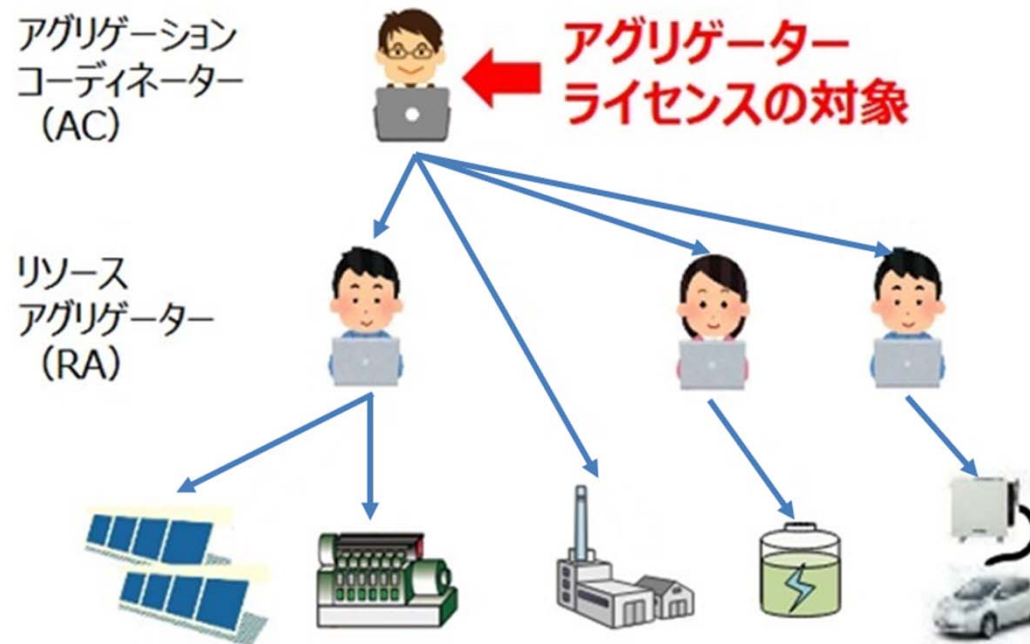 アグリゲーション
コーディネーター
（AC）
アグリゲーター
ライセンスの対象
リソース
アグリゲーター
（RA）